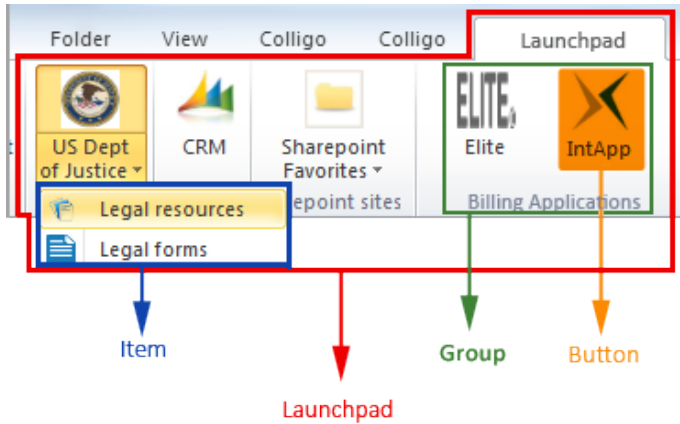 Folder View Colligo Colligo Launchpad
ELITE
US Dept of Justice
CRM
Sharepoint Favorites
Elite
IntApp
epoint sites
Billing Applications
Legal resources
Legal forms
Item
Group
Button
Launchpad